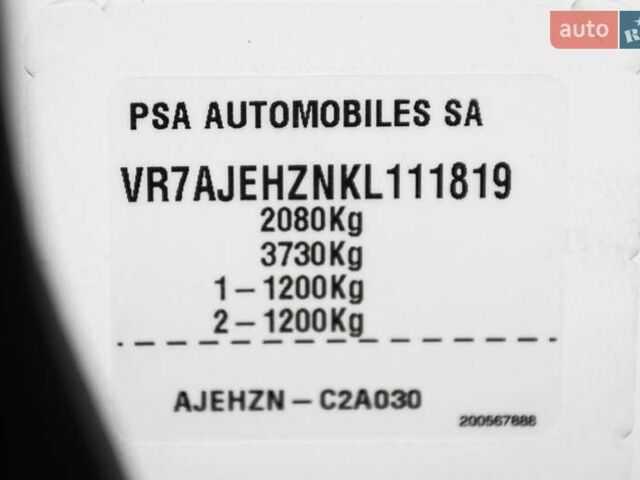 auto
PSA AUTOMOBILES SA
VR7AJEHZNKL111819
2080Kg
3730Kg
1–1200Kg
2–1200Kg
AJEHZN–C2A030
200567888